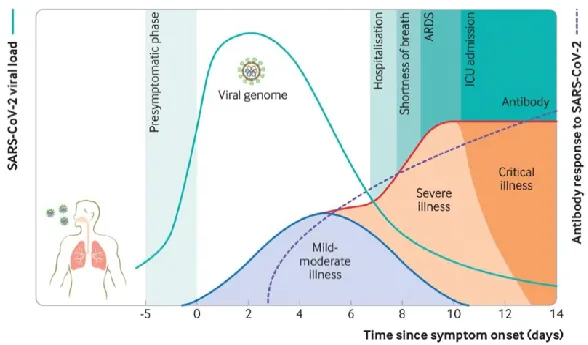 SARS-CoV-2 viral load
Presymptomatic phase
Viral genome
Hospitalisation
Shortness of breath
ARDS
ICU admission
Antibody
Critical
illness
Severe
illness
Mild-
moderate
illness
Antibody response to SARS-CoV-2
-5 0 2 4 6 8 10 12 14
Time since symptom onset (days)